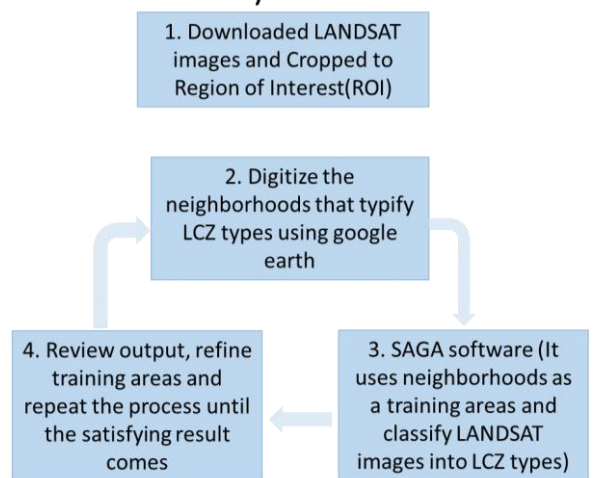 1. Downloaded LANDSAT
images and Cropped to
Region of Interest(ROI)
2. Digitize the
neighborhoods that typify
LCZ types using google
earth
3. SAGA software (It
uses neighborhoods as
a training areas and
classify LANDSAT
images into LCZ types)
4. Review output, refine
training areas and
repeat the process until
the satisfying result
comes